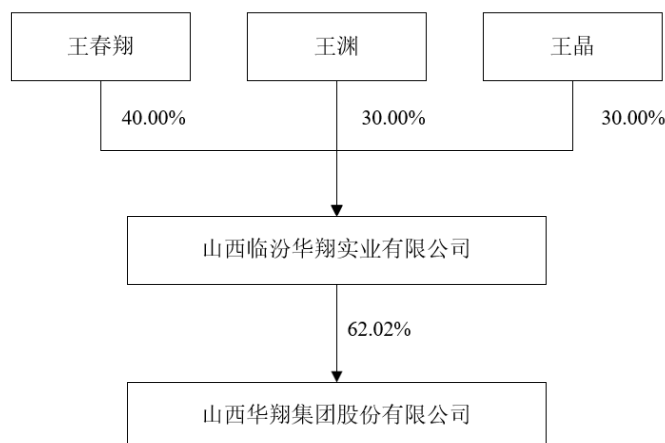 王春翔
王渊
王晶
40.00%
30.00%
30.00%
山西临汾华翔实业有限公司
62.02%
山西华翔集团股份有限公司